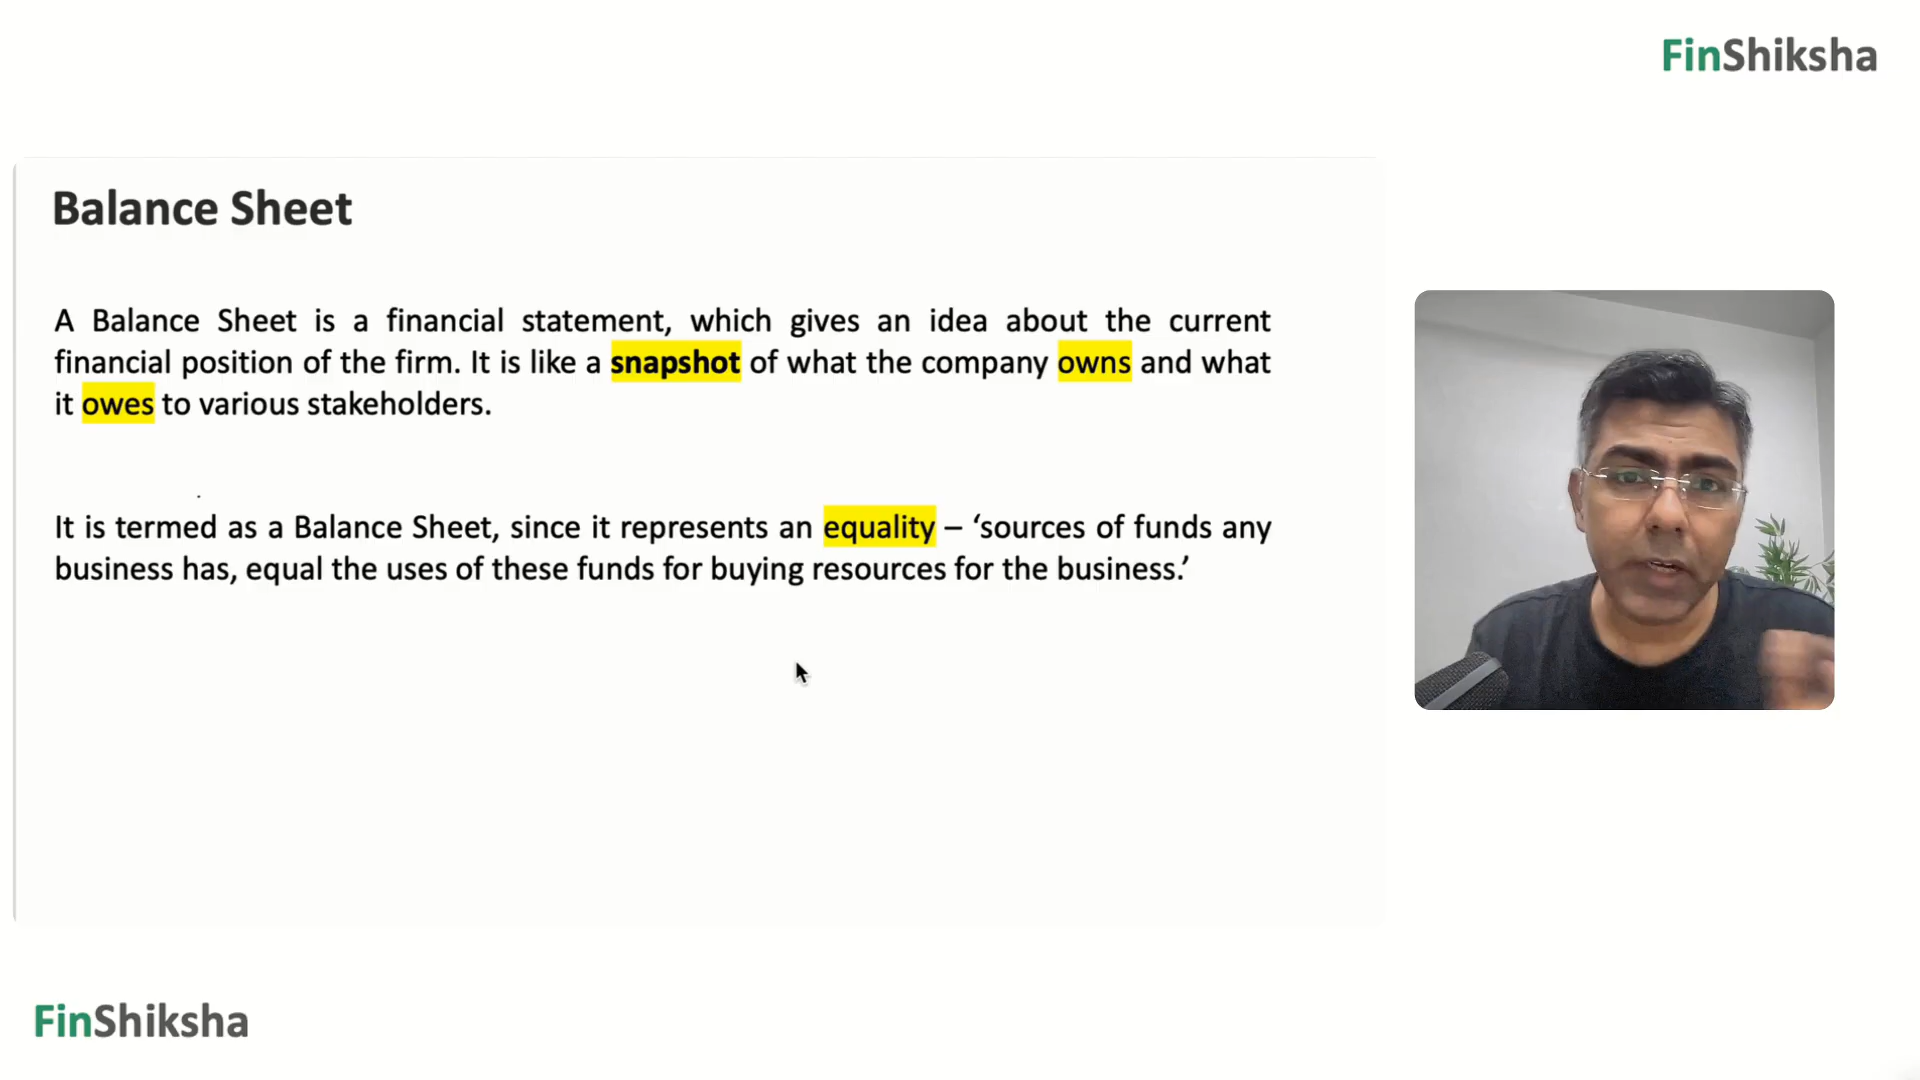 FinShiksha
Balance Sheet
A Balance Sheet is a financial statement, which gives an idea about the current
financial position of the firm. It is like a snapshot of what the company owns and what
it owes to various stakeholders.
It is termed as a Balance Sheet, since it represents an equality – ‘sources of funds any
business has, equal the uses of these funds for buying resources for the business.’
FinShiksha